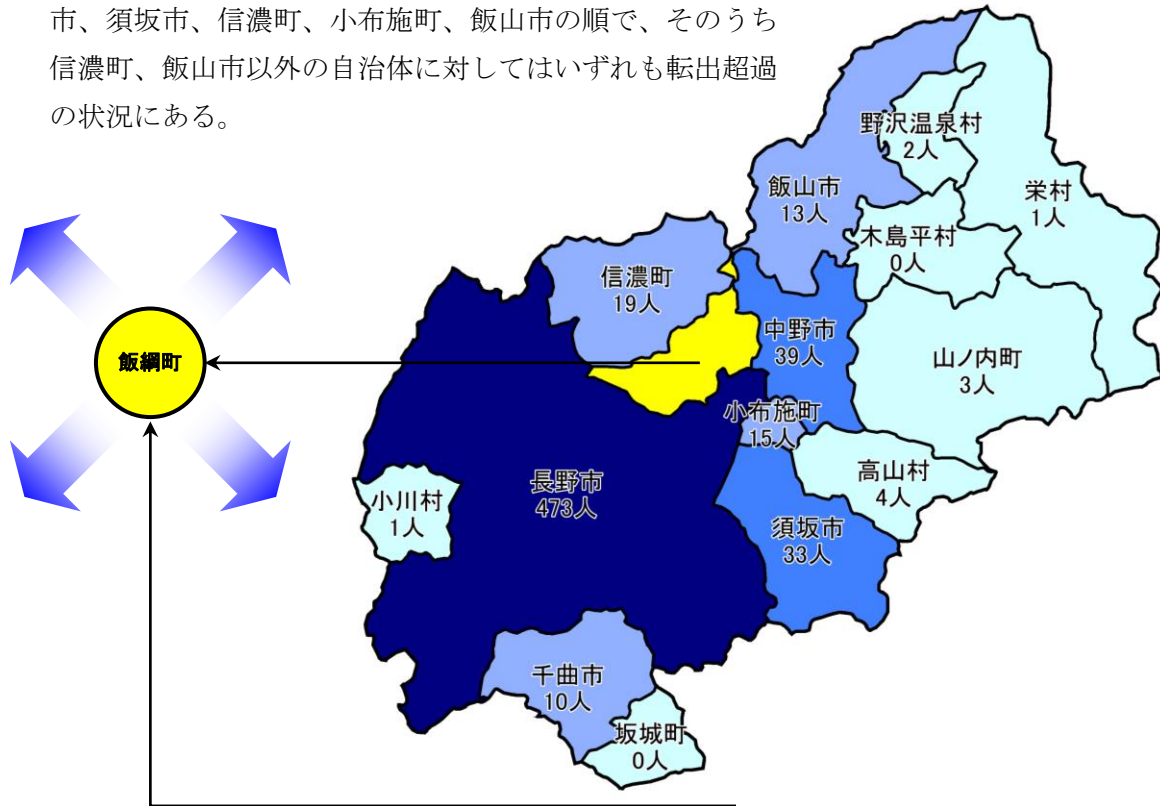 市、須坂市、信濃町、小布施町、飯山市の順で、そのうち
信濃町、飯山市以外の自治体に対してはいずれも転出超過
の状況にある。
野沢温泉村
2人
飯山市
13人
栄村
1人
木島平村
0人
信濃町
19人
中野市
39人
飯綱町
山ノ内町
3人
小布施町
15人
高山村
4人
長野市
473人
小川村
1人
須坂市
33人
千曲市
10人
坂城町
0人